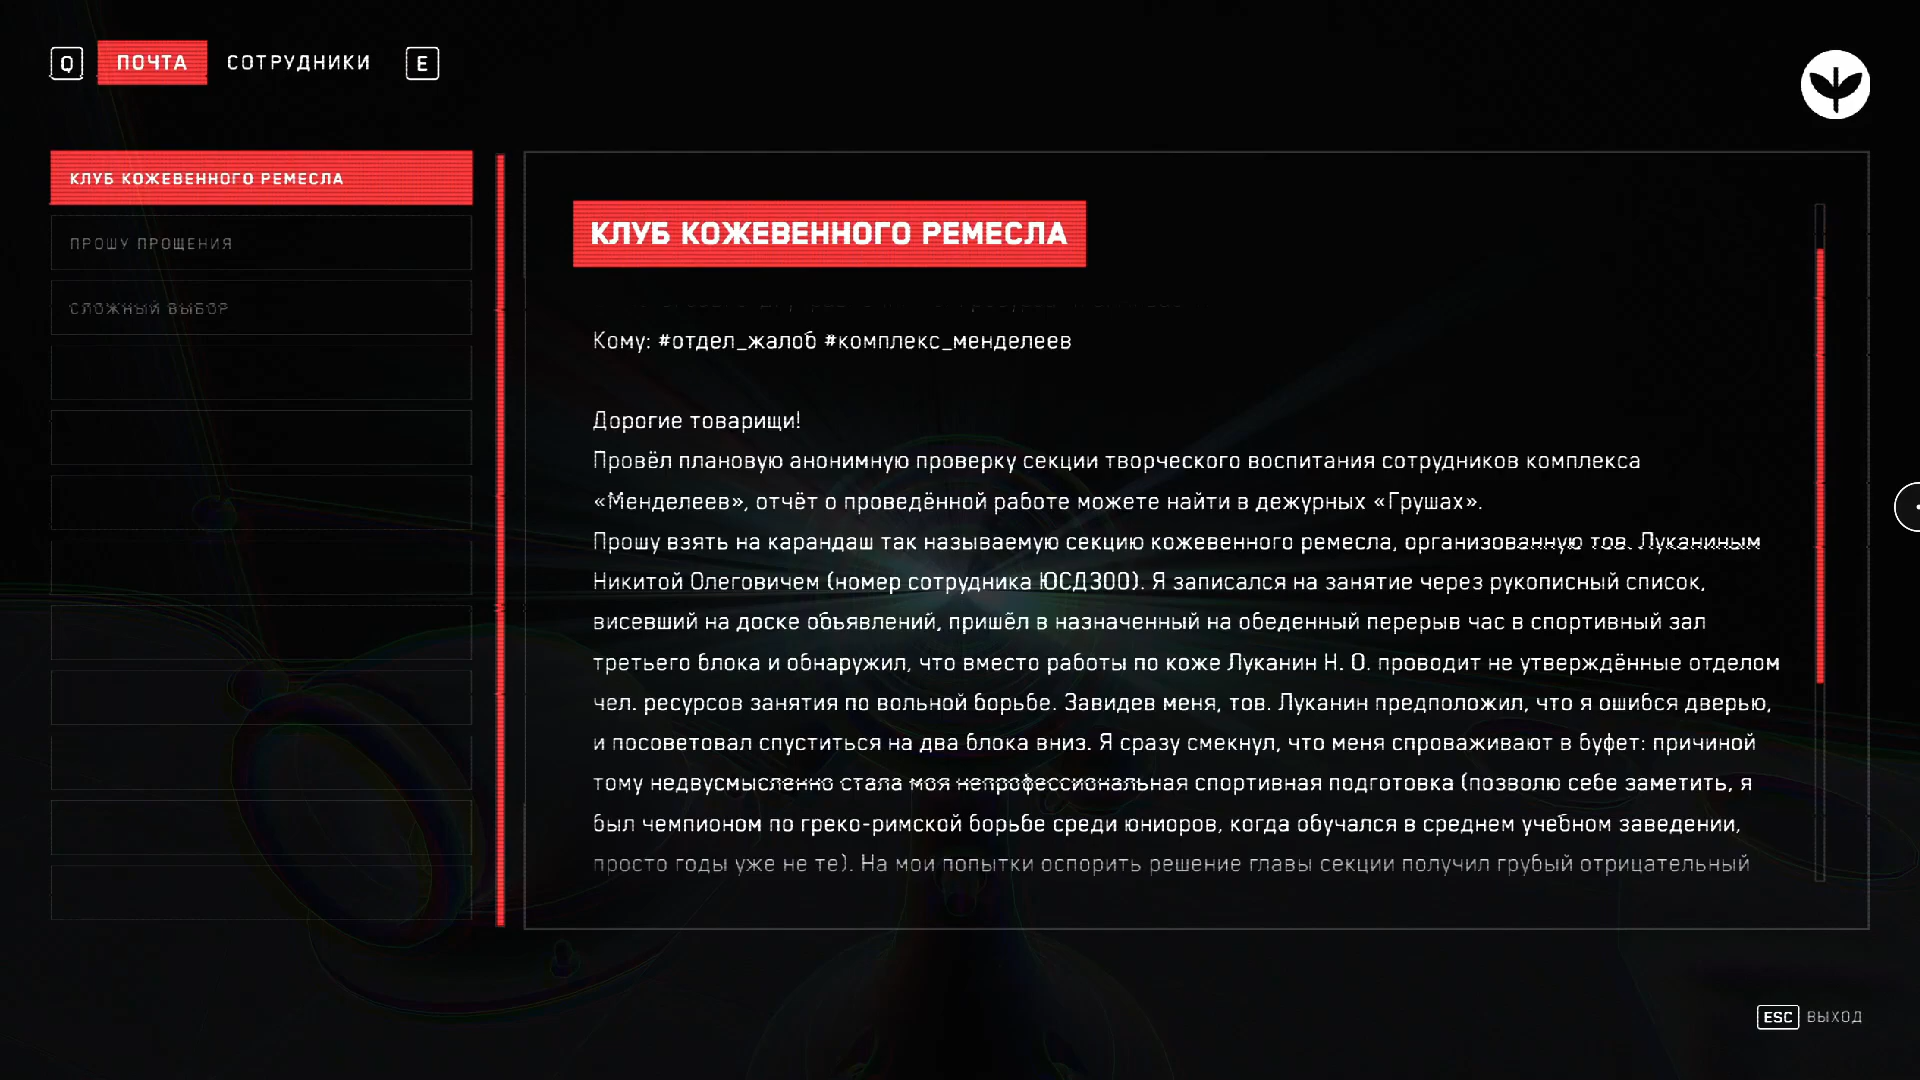 Q ПОЧТА СОТРУДНИКИ E
КЛУБ КОЖЕВЕННОГО РЕМЕСЛА
ПРОШУ ПРОЩЕНИЯ
СЛОЖНЫЙ ВЫБОР
КЛУБ КОЖЕВЕННОГО РЕМЕСЛА
Кому: #отдел_жалоб #комплекс_менделеев
Дорогие товарищи!
Провёл плановую анонимную проверку секции творческого воспитания сотрудников комплекса
«Менделеев», отчёт о проведённой работе можете найти в дежурных «Грушах».
Прошу взять на карандаш так называемую секцию кожевенного ремесла, организованную тов. Луканиным
Никитой Олеговичем (номер сотрудника ЮСД300). Я записался на занятие через рукописный список,
висевший на доске объявлений, пришёл в назначенный на обеденный перерыв час в спортивный зал
третьего блока и обнаружил, что вместо работы по коже Луканин Н. О. проводит не утверждённые отделом
чел. ресурсов занятия по вольной борьбе. Завидев меня, тов. Луканин предположил, что я ошибся дверью,
и посоветовал спуститься на два блока вниз. Я сразу смекнул, что меня спроваживают в буфет: причиной
тому недвусмысленно стала моя непрофессиональная спортивная подготовка (позволю себе заметить, я
был чемпионом по греко-римской борьбе среди юниоров, когда обучался в среднем учебном заведении,
просто годы уже не те). На мои попытки оспорить решение главы секции получил грубый отрицательный
ESC ВЫХОД